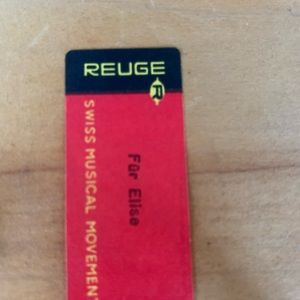 REUGE
R
SWISS MUSICAL MOVEMENT
Für Elise